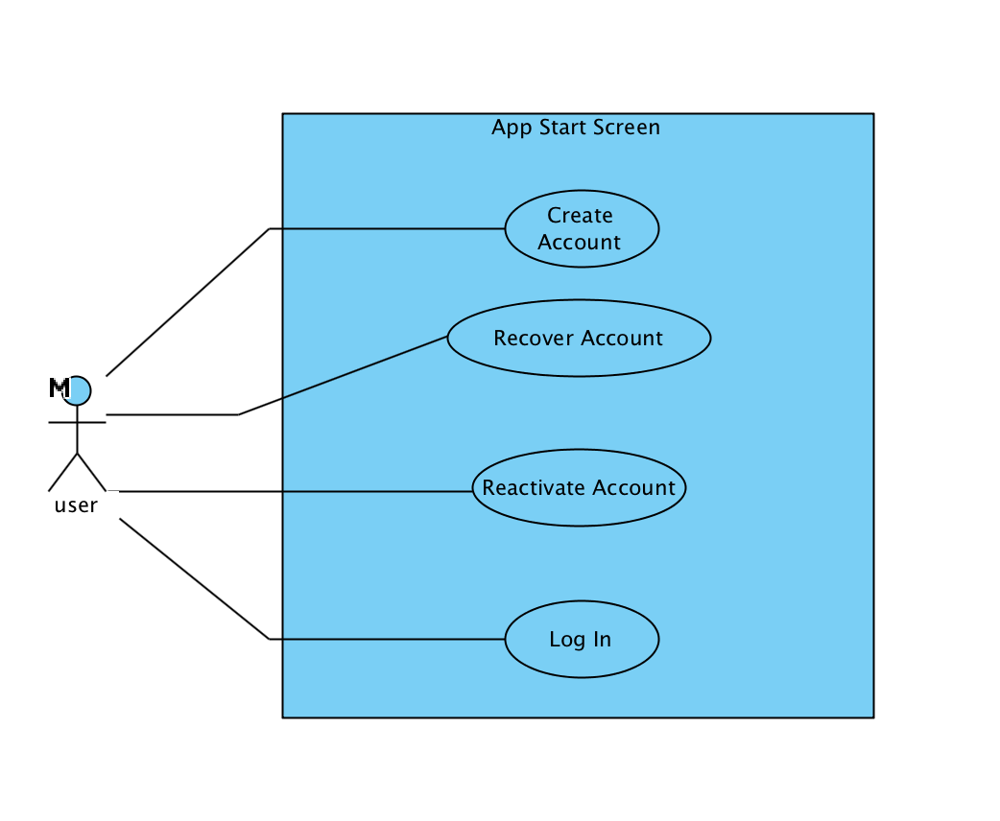 App Start Screen
Create
Account
Recover Account
M
Reactivate Account
user
Log In